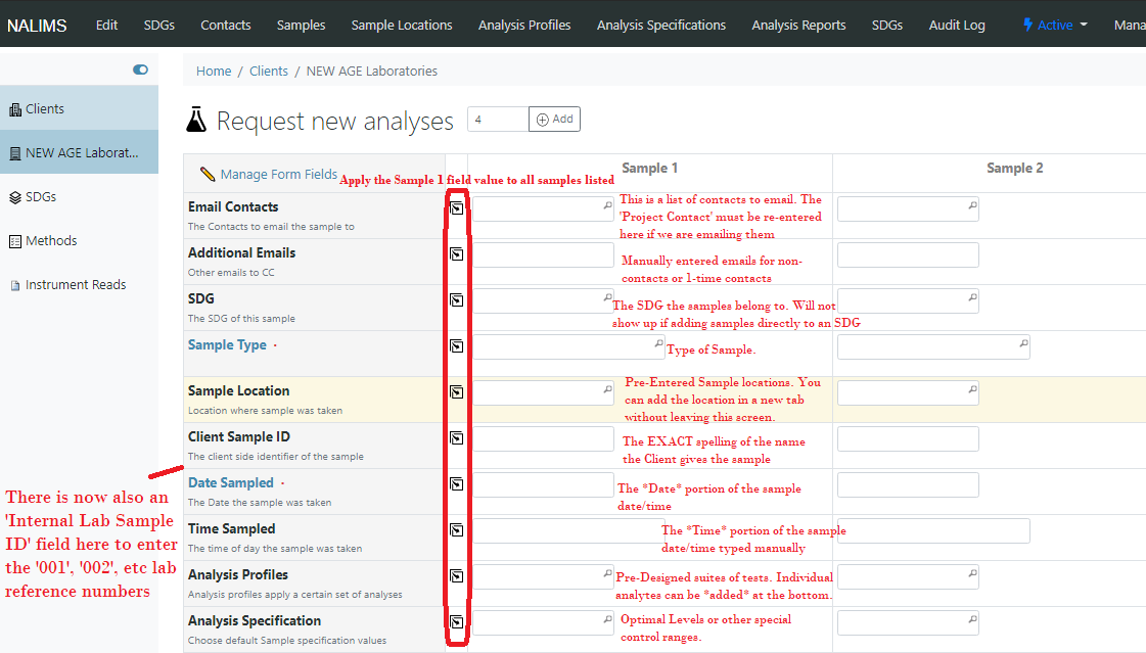 NALIMS Edit SDGs Contacts Samples Sample Locations Analysis Profiles Analysis Specifications Analysis Reports SDGs Audit Log Active Mana
Home / Clients / NEW AGE Laboratories
Clients
NEW AGE Laborat...
SDGs
Methods
Instrument Reads
Request new analyses 4 Add
Manage Form Fields
Apply the Sample 1 field value to all samples listed
Sample 1 Sample 2
Email Contacts
The Contacts to email the sample to
This is a list of contacts to email. The
'Project Contact' must be re-entered
here if we are emailing them
Additional Emails
Other emails to CC
Manually entered emails for non-
contacts or 1-time contacts
SDG
The SDG of this sample
The SDG the samples belong to. Will not
show up if adding samples directly to an SDG
Sample Type
Type of Sample.
Sample Location
Location where sample was taken
Pre-Entered Sample locations. You
can add the location in a new tab
without leaving this screen.
Client Sample ID
The client side identifier of the sample
The EXACT spelling of the name
the Client gives the sample
There is now also an
'Internal Lab Sample
ID' field here to enter
the '001', '002', etc lab
reference numbers
Date Sampled
The Date the sample was taken
The *Date* portion of the sample
date/time
Time Sampled
The time of day the sample was taken
The *Time* portion of the sample
date/time typed manually
Analysis Profiles
Analysis profiles apply a certain set of analyses
Pre-Designed suites of tests. Individual
analytes can be *added* at the bottom.
Analysis Specification
Choose default Sample specification values
Optimal Levels or other special
control ranges.